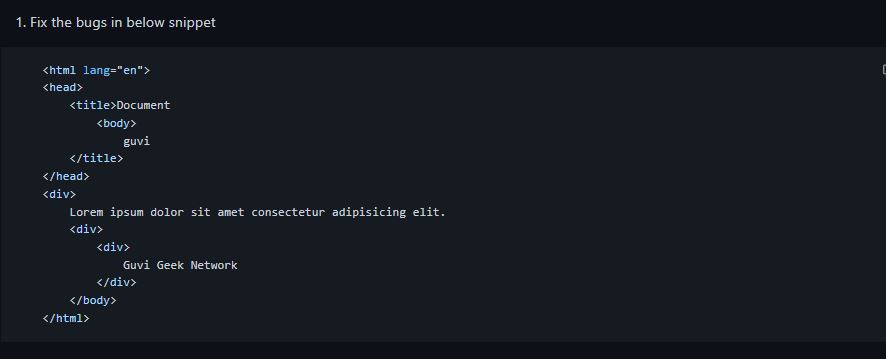 1. Fix the bugs in below snippet
<html lang="en">
<head>
    <title>Document
        <body>
            guvi
    </title>
</head>
<div>
    Lorem ipsum dolor sit amet consectetur adipisicing elit.
    <div>
        <div>
            Guvi Geek Network
        </div>
    </body>
</html>